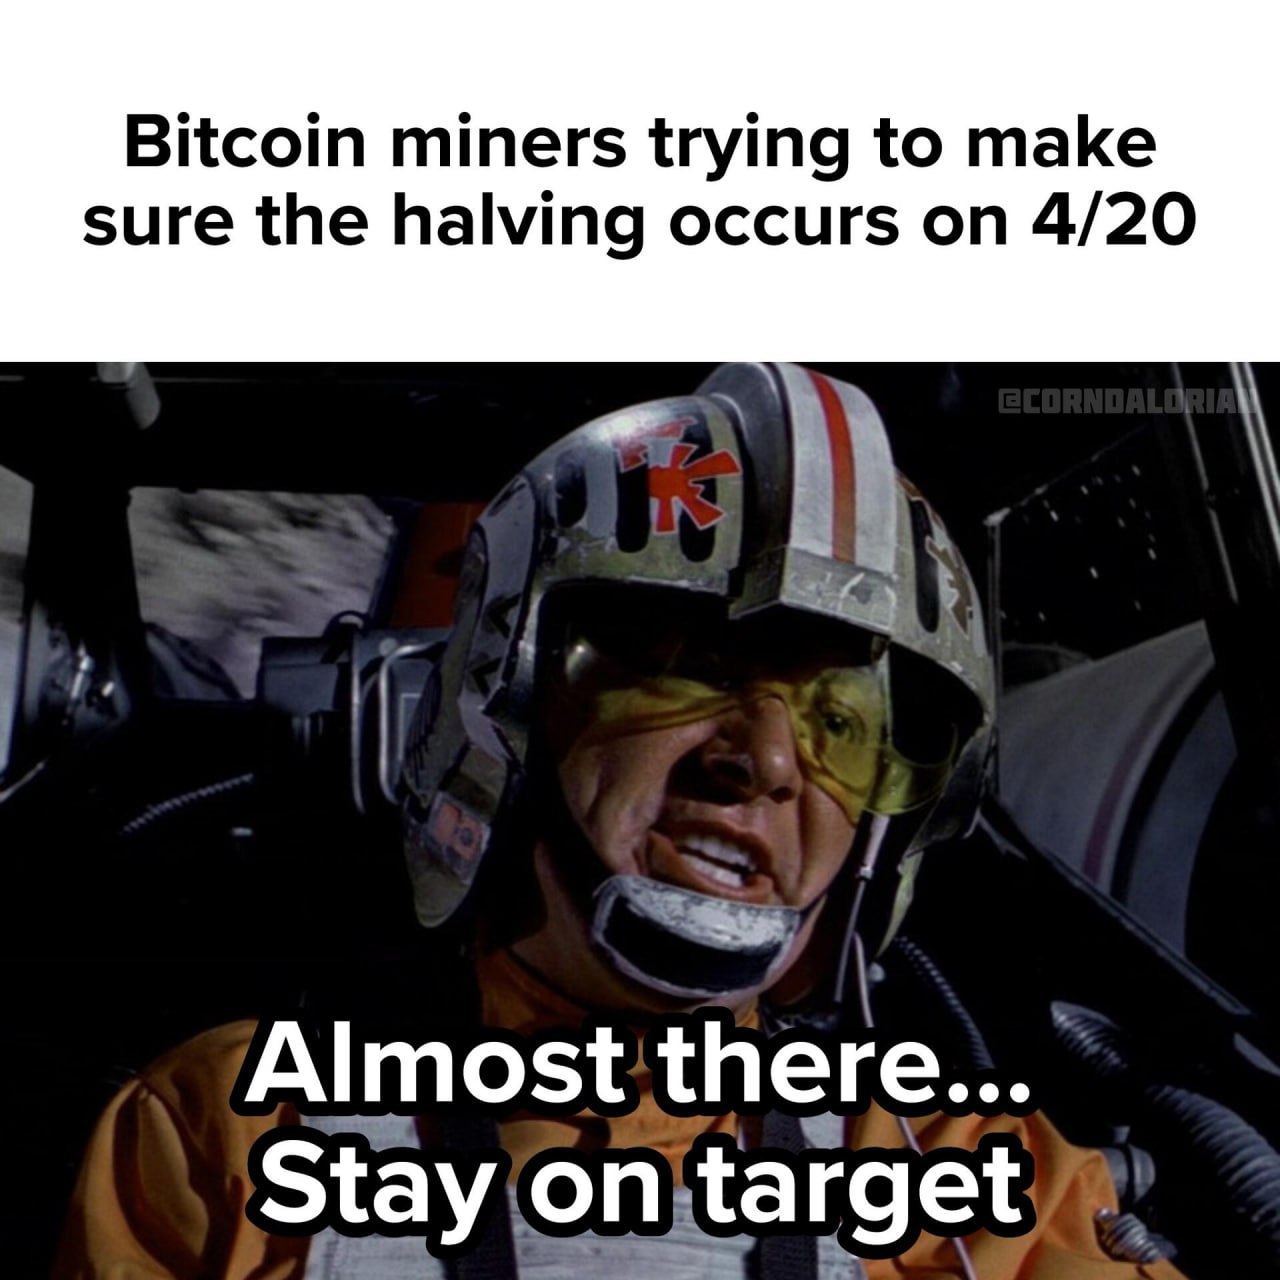 Bitcoin miners trying to make
sure the halving occurs on 4/20
@CORNDALORIAN
Almost there...
Stay on target